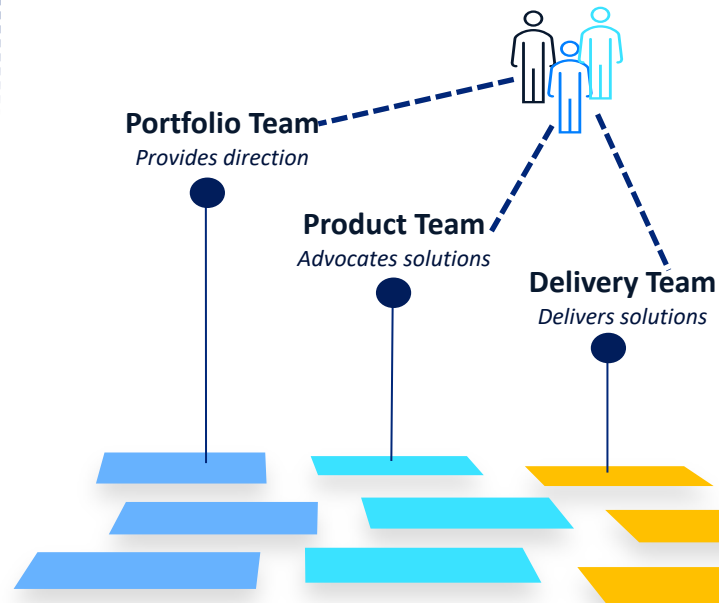 Portfolio Team
Provides direction
Product Team
Advocates solutions
Delivery Team
Delivers solutions